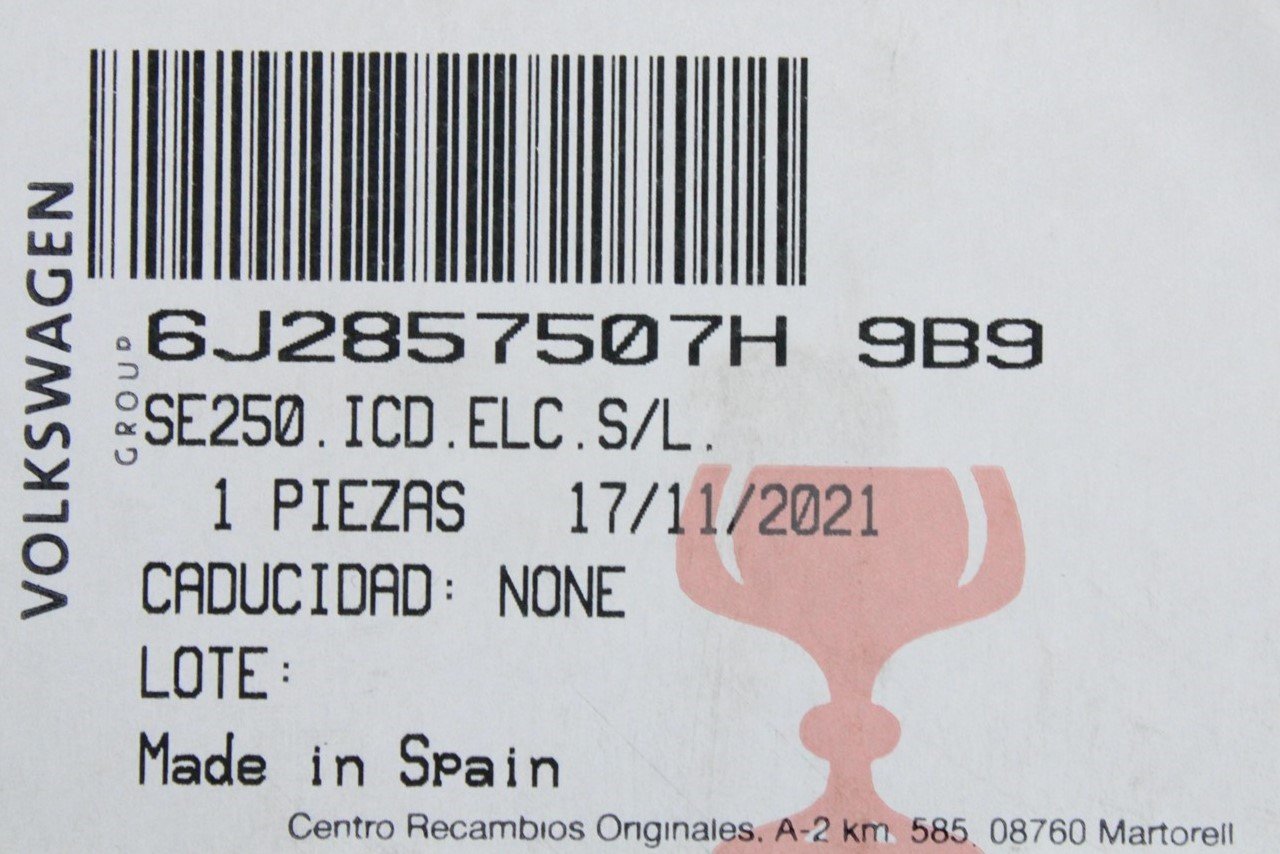 VOLKSWAGEN
GROUP
6J2857507H 9B9
SE250.ICD.ELC.S/L.
1 PIEZAS 17/11/2021
CADUCIDAD: NONE
LOTE:
Made in Spain
Centro Recambios Originales. A-2 km. 585. 08760 Martorell